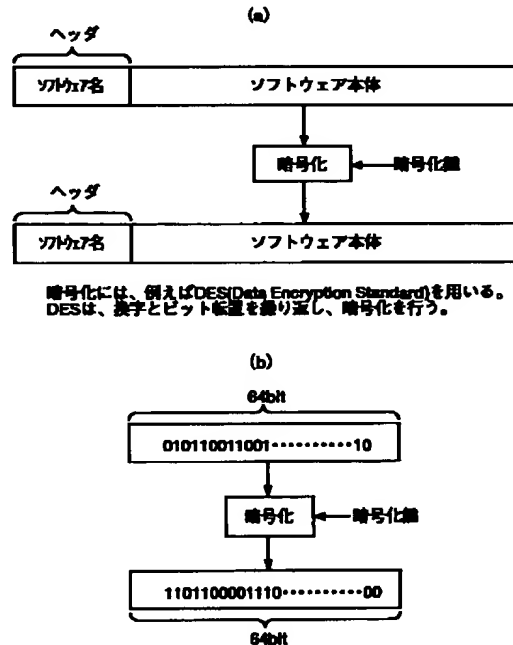 (a)
ヘッダ
ソフトウェア名 ソフトウェア本体
暗号化 暗号化鍵
ヘッダ
ソフトウェア名 ソフトウェア本体
暗号化には、例えばDES(Data Encryption Standard)を用いる。
DESは、換字とビット転置を繰り返し、暗号化を行う。
(b)
64bit
010110011001··········10
暗号化 暗号化鍵
1101100001110··········00
64bit